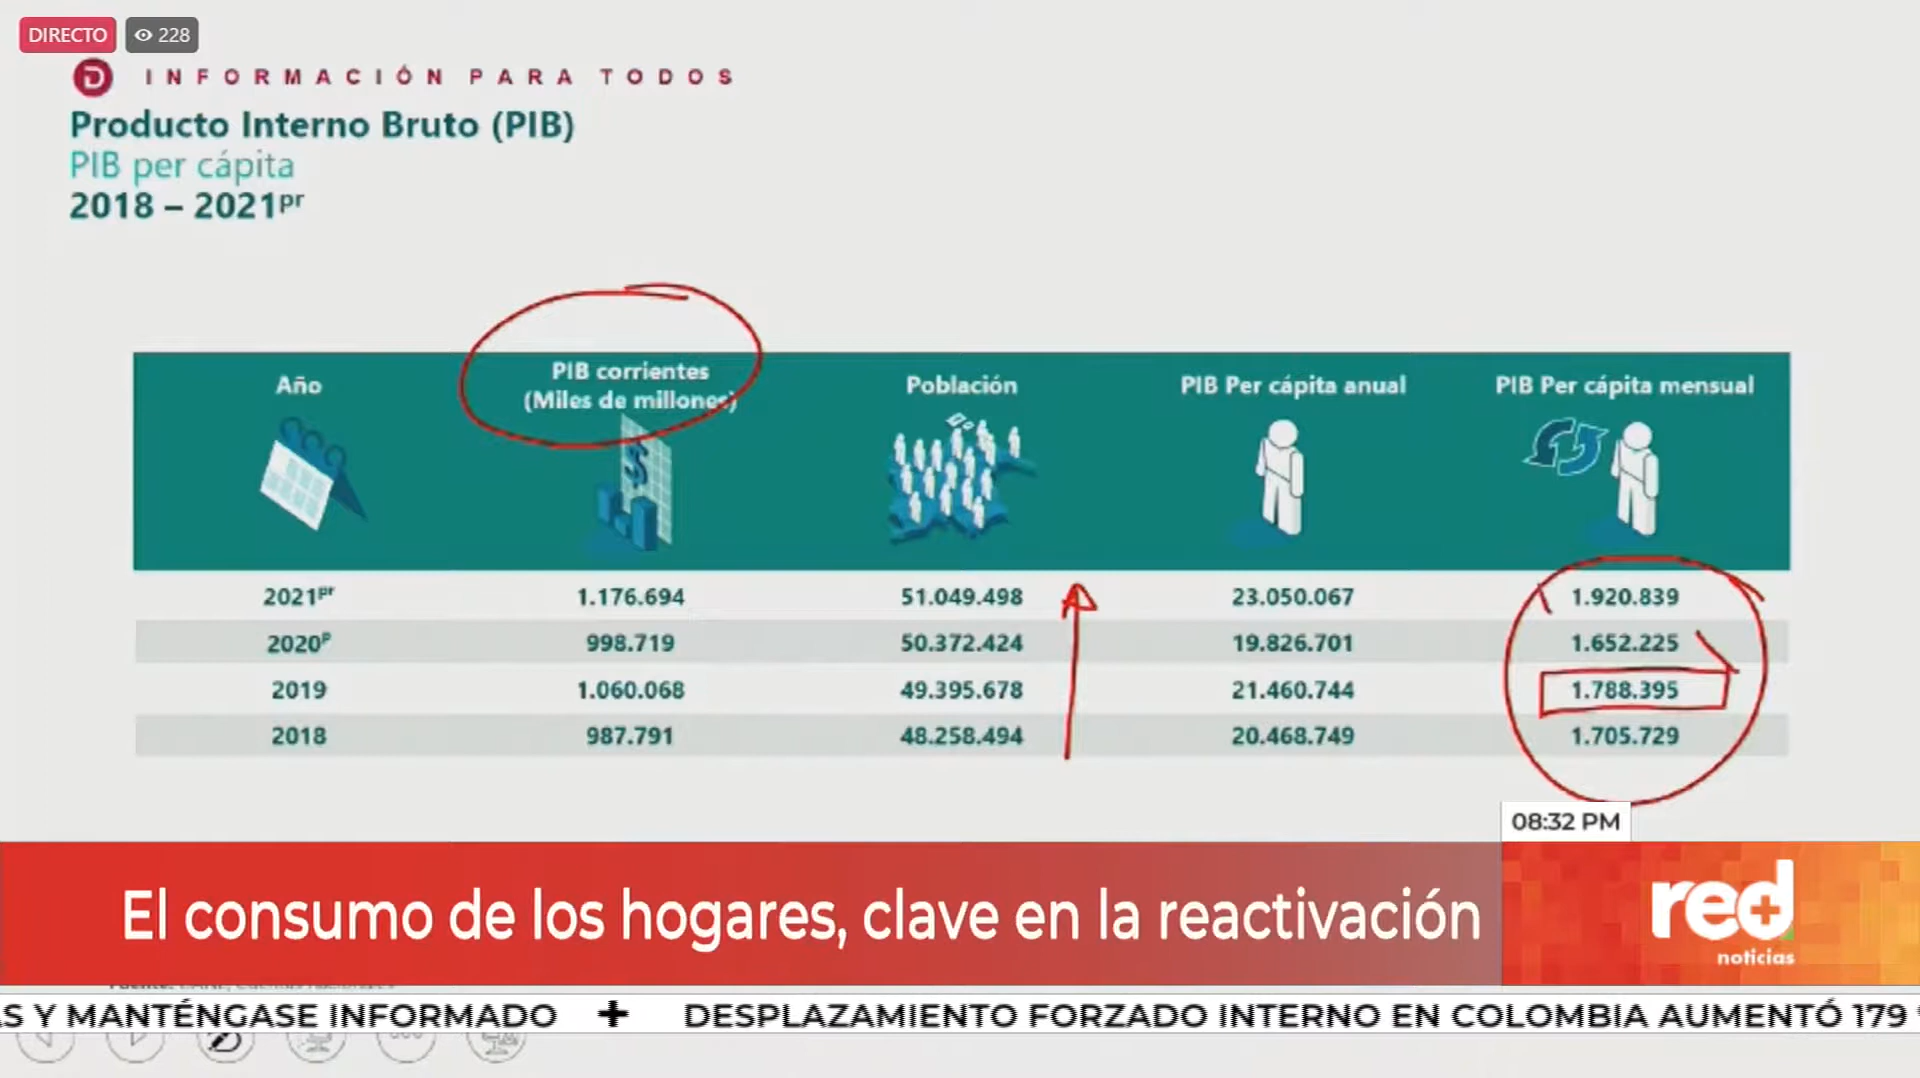 DIRECTO 228
INFORMACIÓN PARA TODOS
Producto Interno Bruto (PIB)
PIB per cápita
2018 – 2021pr
Año
PIB corrientes
(Miles de millones)
Población
PIB Per cápita anual
PIB Per cápita mensual
2021pr 1.176.694 51.049.498 23.050.067 1.920.839
2020p 998.719 50.372.424 19.826.701 1.652.225
2019 1.060.068 49.395.678 21.460.744 1.788.395
2018 987.791 48.258.494 20.468.749 1.705.729
08:32 PM
El consumo de los hogares, clave en la reactivación
red+
noticias
S Y MANTÉNGASE INFORMADO + DESPLAZAMIENTO FORZADO INTERNO EN COLOMBIA AUMENTÓ 179